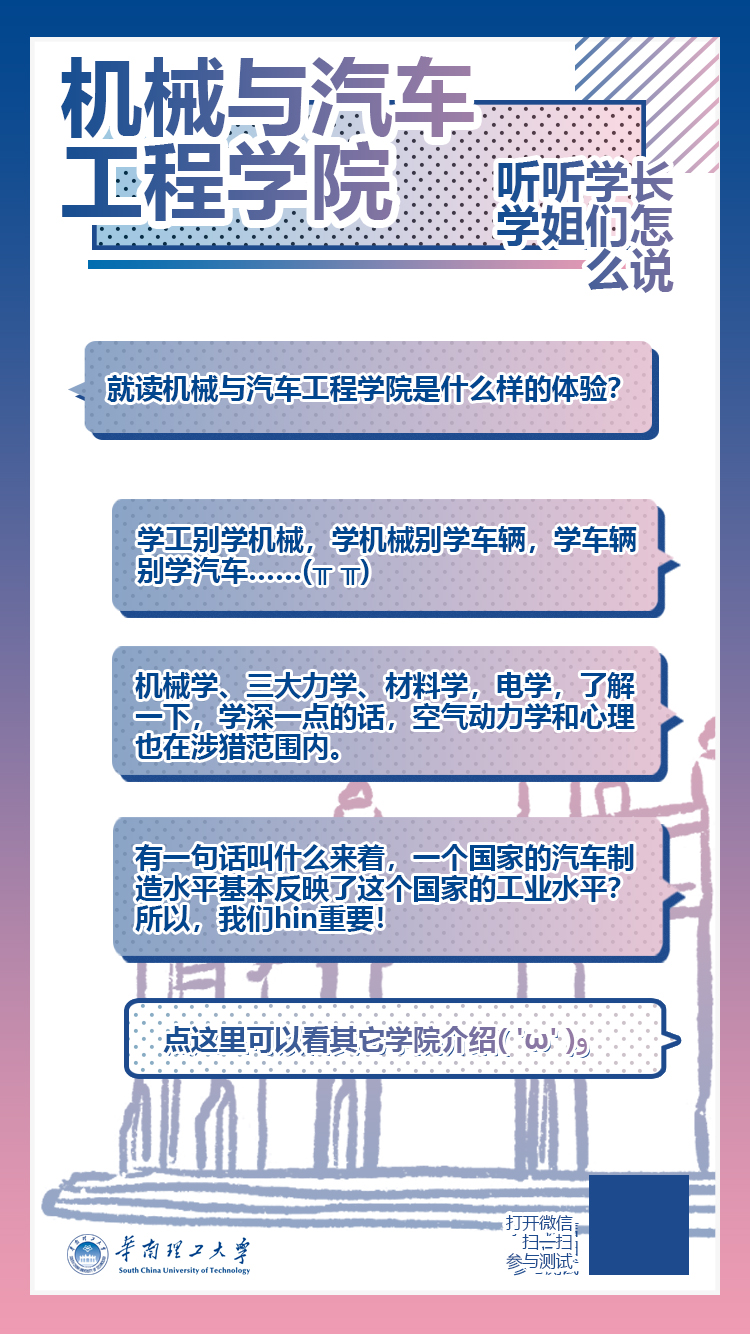 机械与汽车
工程学院
听听学长
学姐们怎
么说
就读机械与汽车工程学院是什么样的体验？
学工别学机械，学机械别学车辆，学车辆
别学汽车......(╥ ╥)
机械学、三大力学、材料学，电学，了解
一下，学深一点的话，空气动力学和心理
也在涉猎范围内。
有一句话叫什么来着，一个国家的汽车制
造水平基本反映了这个国家的工业水平？
所以，我们hin重要！
点这里可以看其它学院介绍( 'ω' )و
打开微信
扫一扫
参与测试
华南理工大学
South China University of Technology